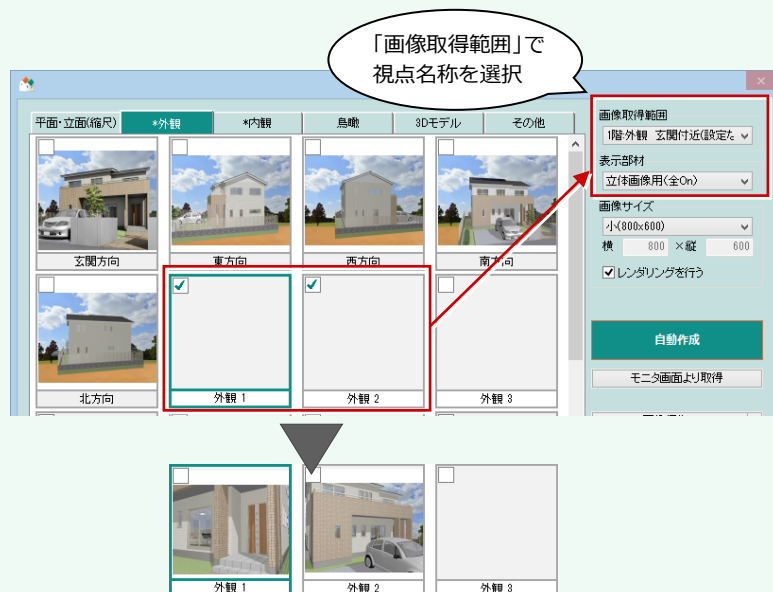 「画像取得範囲」で
視点名称を選択
平面・立面(縮尺)
*外観
*内観
鳥瞰
3Dモデル
その他
画像取得範囲
1階:外観 玄関付近(設定な
表示部材
立体画像用(全On)
画像サイズ
小(800x600)
横 800 ×縦 600
レンダリングを行う
玄関方向
東方向
西方向
南方向
自動作成
モニタ画面より取得
北方向
外観 1
外観 2
外観 3
外観 1
外観 2
外観 3